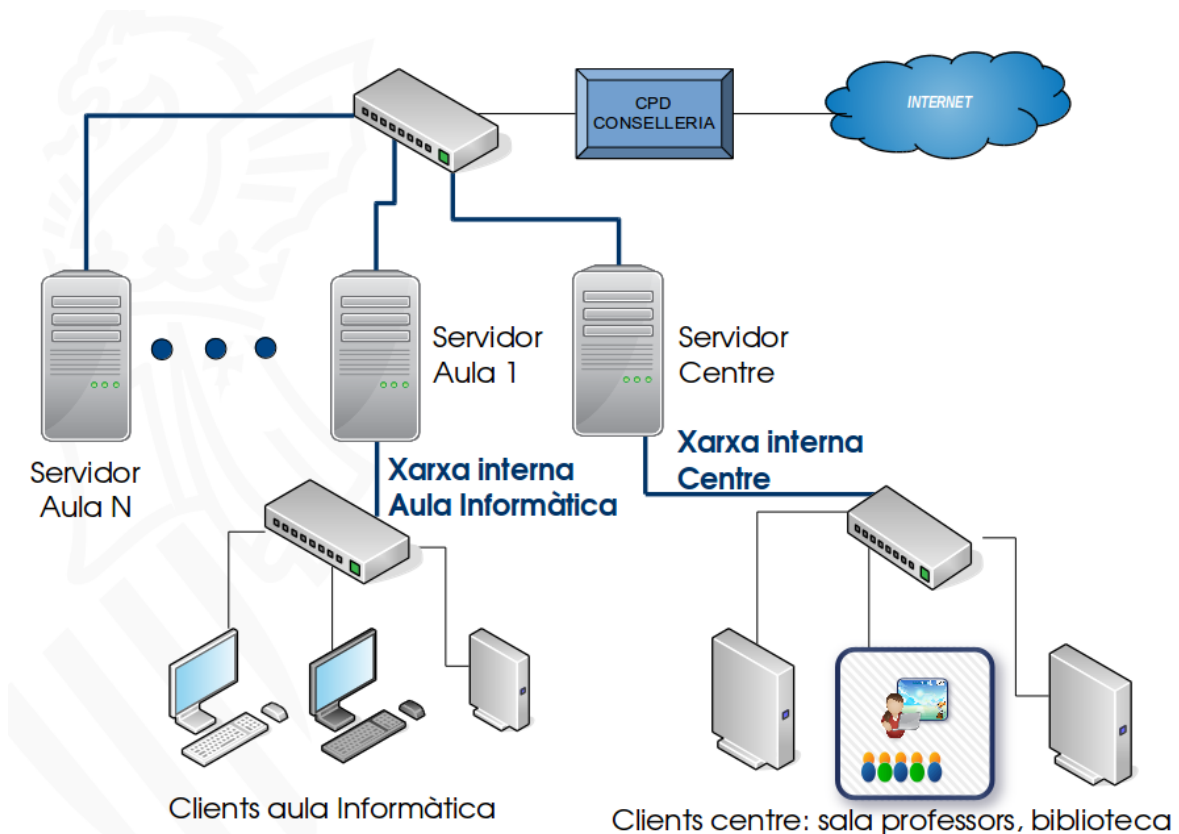 CPD
CONSELLERIA
INTERNET
Servidor
Aula 1
Servidor
Centre
Servidor
Aula N
Xarxa interna
Aula Informàtica
Xarxa interna
Centre
Clients aula Informàtica
Clients centre: sala professors, biblioteca